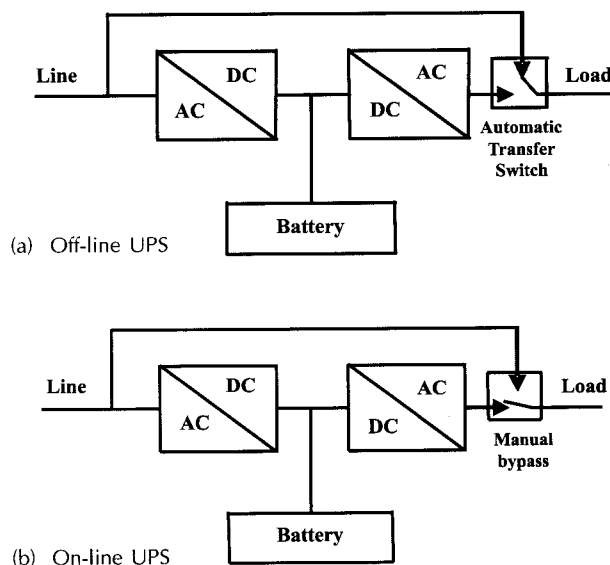 Line
AC
DC
DC
AC
Load
Automatic
Transfer
Switch
Battery
(a) Off-line UPS
Line
AC
DC
DC
AC
Load
Manual
bypass
Battery
(b) On-line UPS